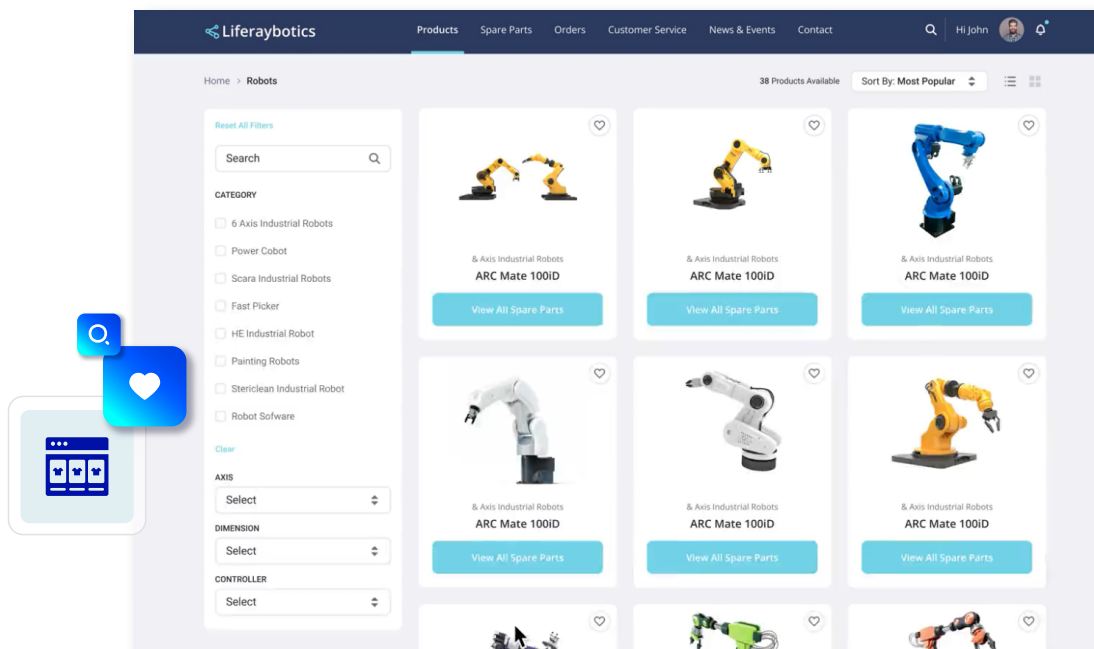 Liferaybotics
Products Spare Parts Orders Customer Service News & Events Contact
Hi John
Home > Robots
38 Products Available
Sort By: Most Popular
Reset All Filters
Search
CATEGORY
6 Axis Industrial Robots
Power Cobot
Scara Industrial Robots
Fast Picker
HE Industrial Robot
Painting Robots
Stericlean Industrial Robot
Robot Sofware
Clear
AXIS
Select
DIMENSION
Select
CONTROLLER
Select
& Axis Industrial Robots
ARC Mate 100iD
View All Spare Parts
& Axis Industrial Robots
ARC Mate 100iD
View All Spare Parts
& Axis Industrial Robots
ARC Mate 100iD
View All Spare Parts
& Axis Industrial Robots
ARC Mate 100iD
View All Spare Parts
& Axis Industrial Robots
ARC Mate 100iD
View All Spare Parts
& Axis Industrial Robots
ARC Mate 100iD
View All Spare Parts